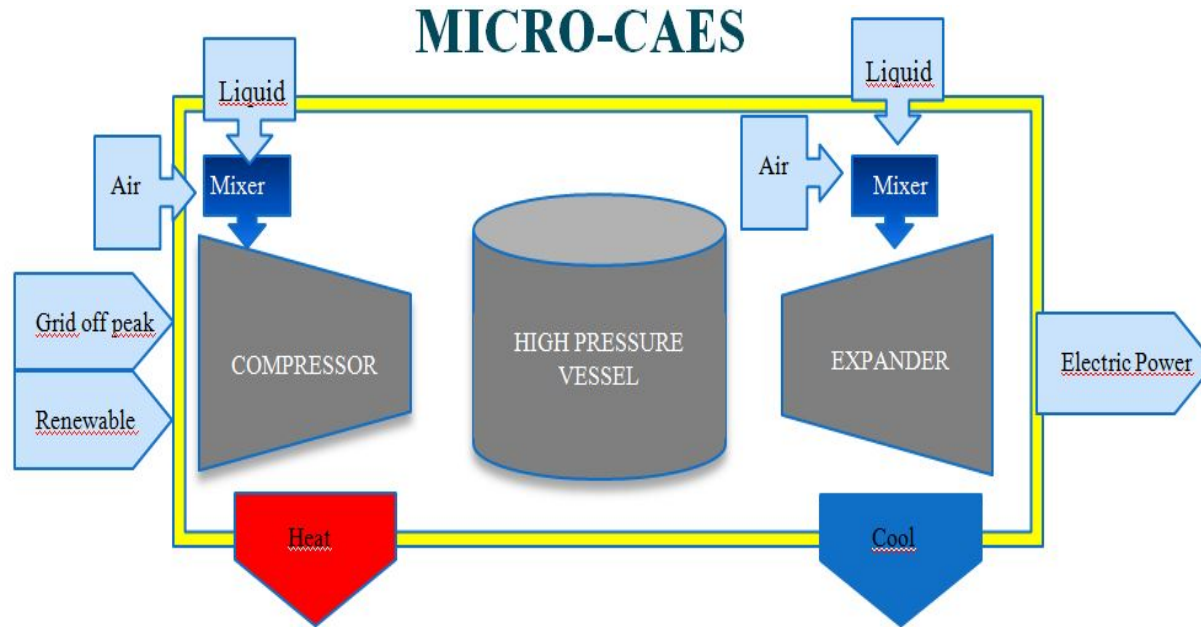 MICRO-CAES
Liquid
Liquid
Air
Mixer
Air
Mixer
Grid off peak
Renewable
COMPRESSOR
HIGH PRESSURE
VESSEL
EXPANDER
Electric Power
Heat
Cool